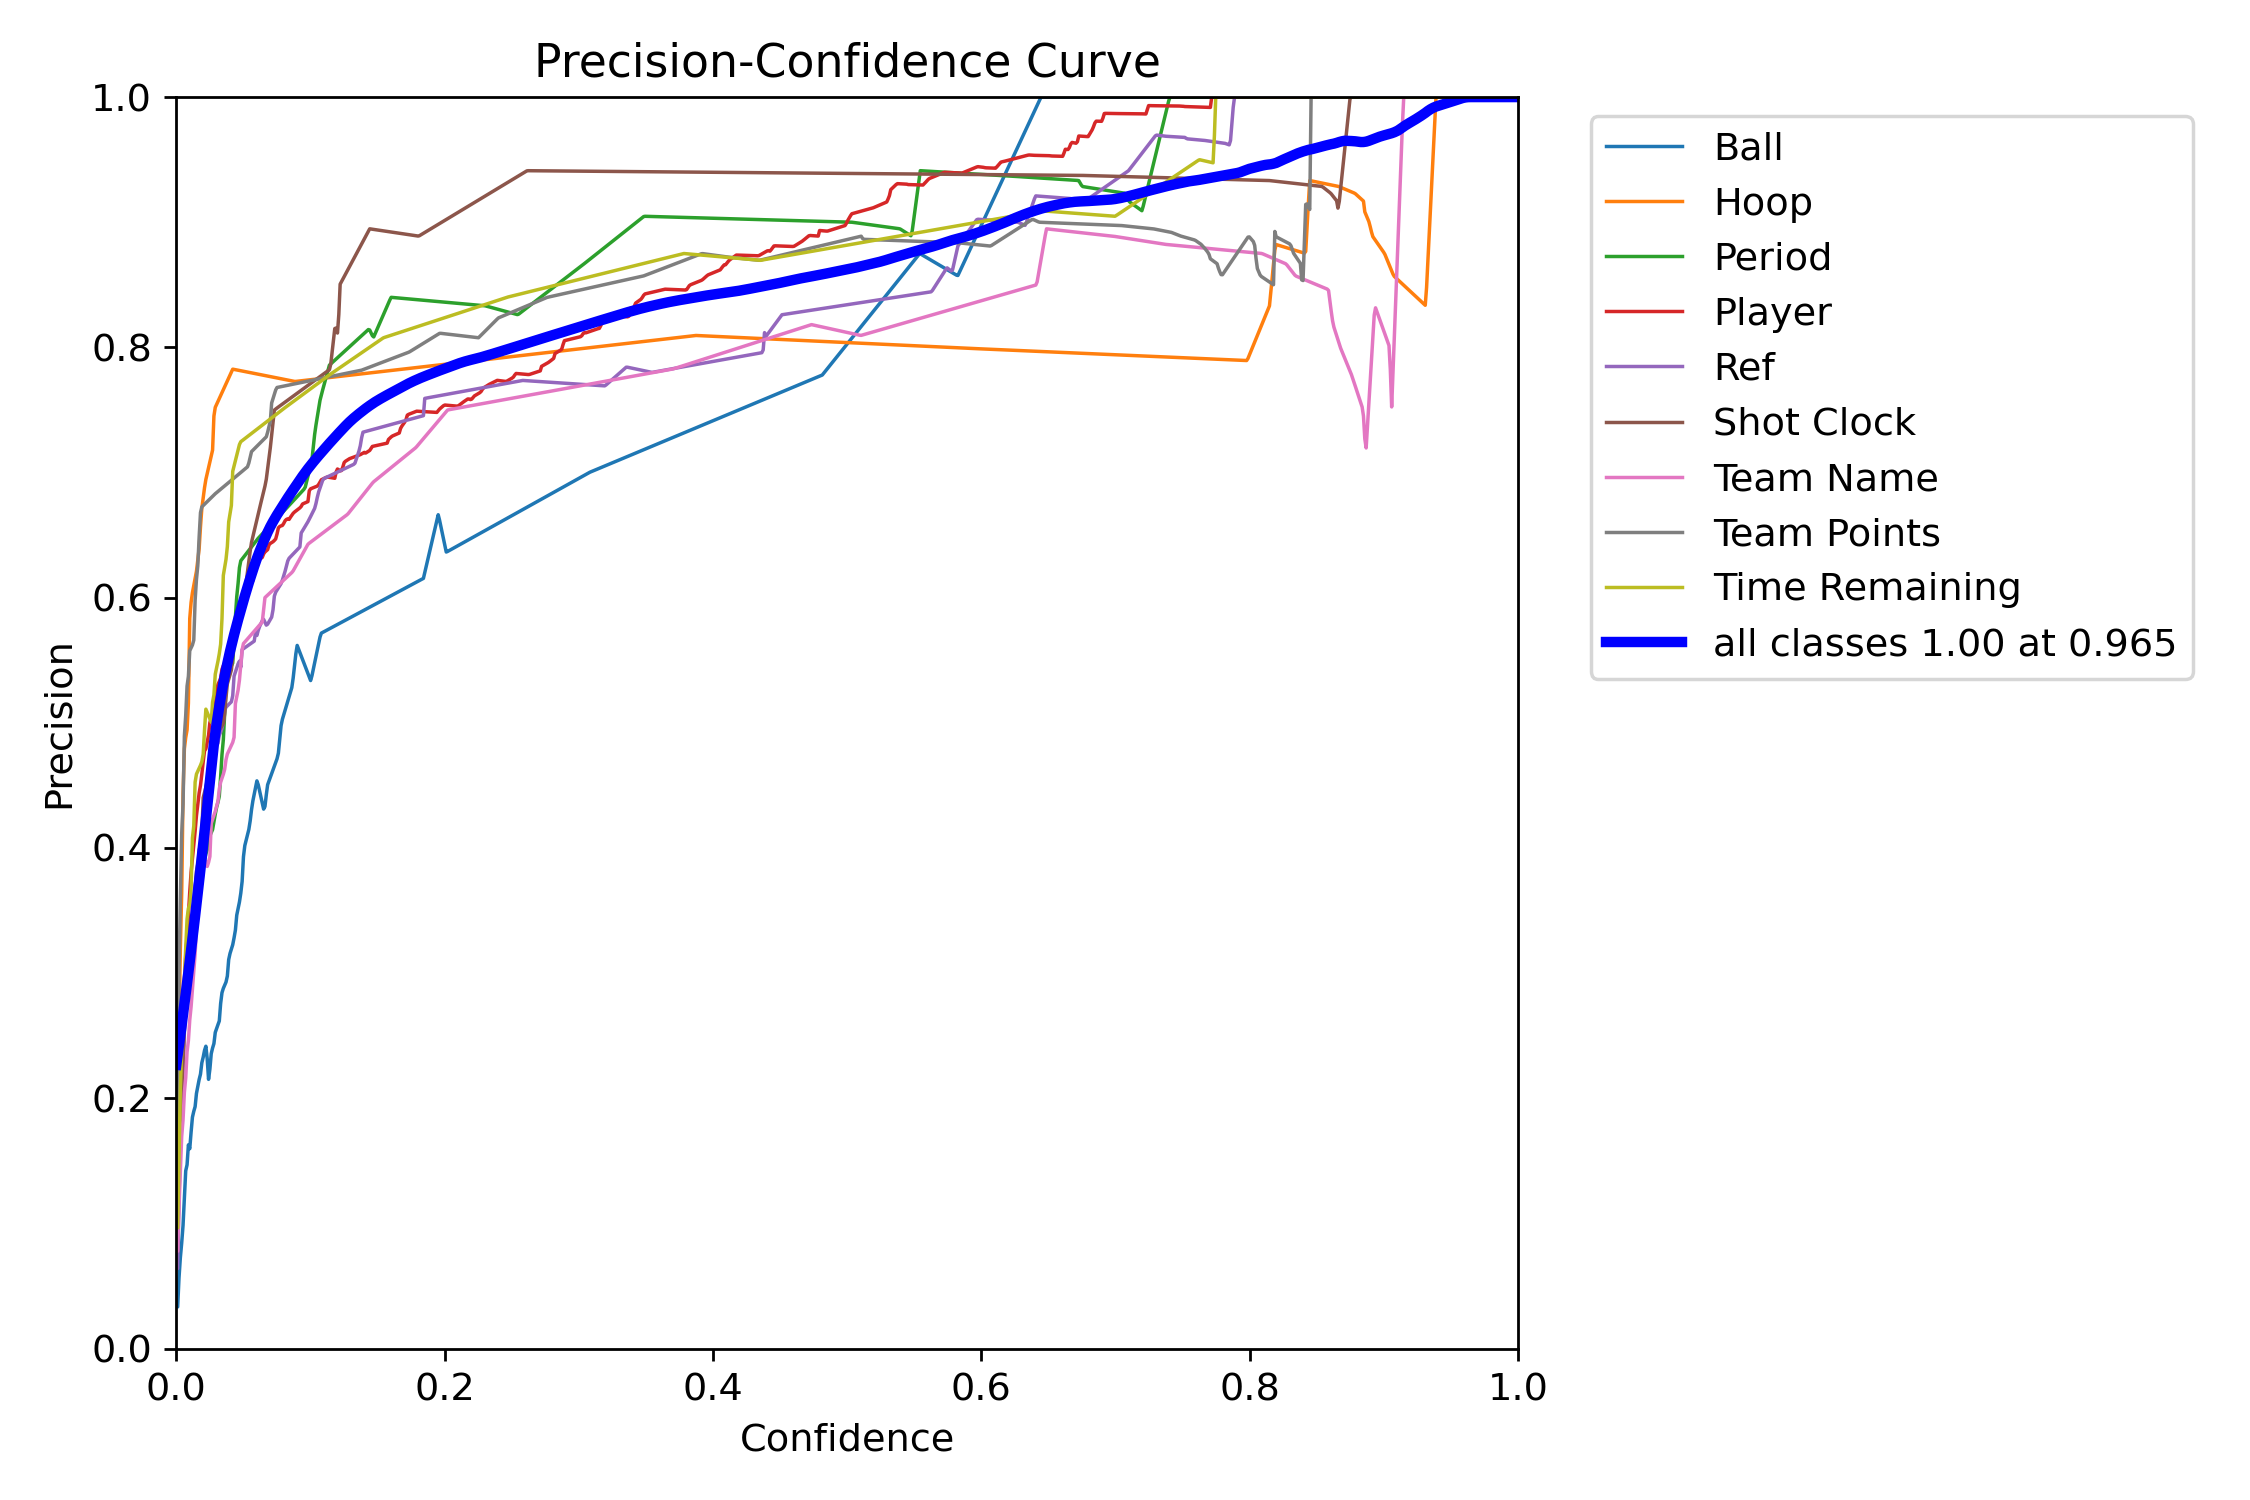 Precision-Confidence Curve
1.0
0.8
0.6
0.4
0.2
0.0
Precision
0.0 0.2 0.4 0.6 0.8 1.0
Confidence
Ball
Hoop
Period
Player
Ref
Shot Clock
Team Name
Team Points
Time Remaining
all classes 1.00 at 0.965